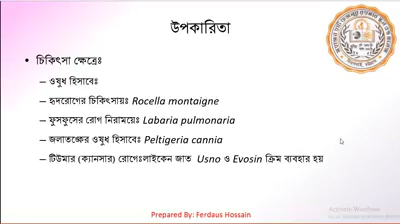 উপকারিতা
• চিকিৎসা ক্ষেত্রেঃ
– ওষুধ হিসাবেঃ
– হৃদরোগের চিকিৎসায়ঃ Rocella montaigne
– ফুসফুসের রোগ নিরাময়েঃ Labaria pulmonaria
– জলাতঙ্কের ওষুধ হিসাবেঃ Peltigeria cannia
– টিউমার (ক্যানসার) রোগেঃলাইকেন জাত Usno ও Evosin ক্রিম ব্যবহার হয়
Prepared By: Ferdaus Hossain
Activate Windows